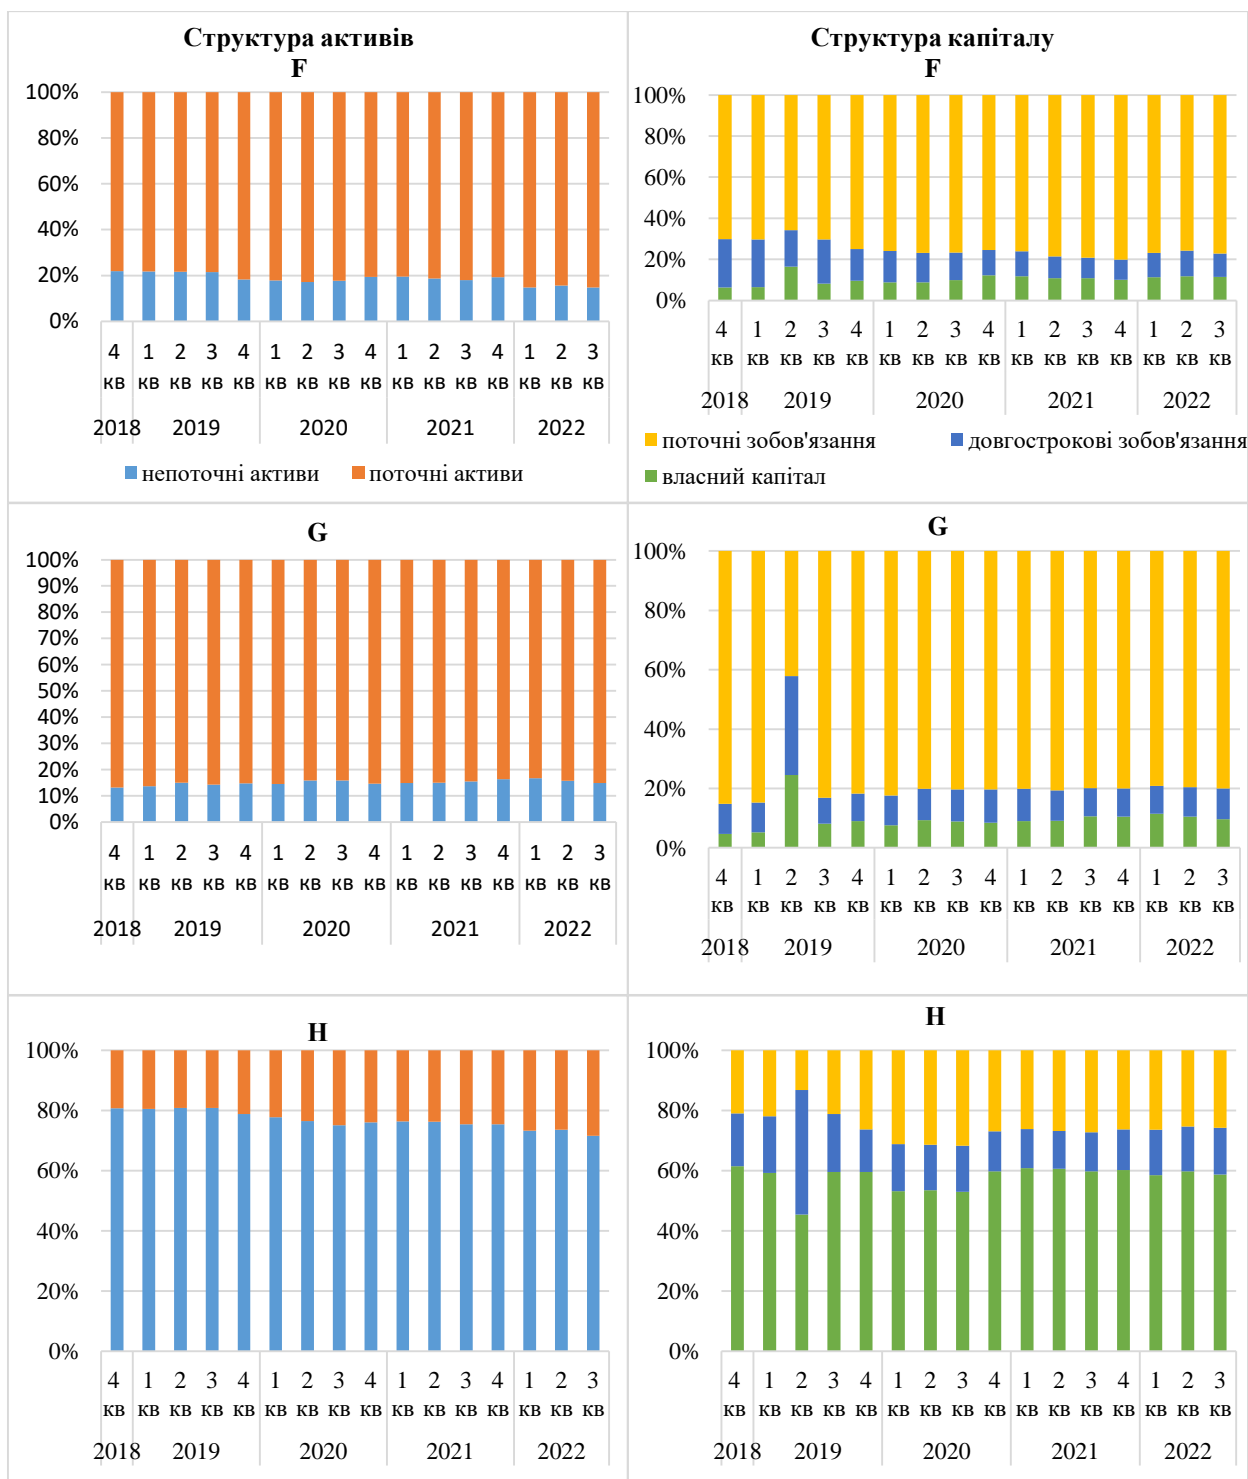 Структура активів
F
100%
80%
60%
40%
20%
0%
4 1 2 3 4 1 2 3 4 1 2 3 4 1 2 3
кв кв кв кв кв кв кв кв кв кв кв кв кв кв кв кв
2018 2019 2020 2021 2022
непоточні активи поточні активи
Структура капіталу
F
100%
80%
60%
40%
20%
0%
4 1 2 3 4 1 2 3 4 1 2 3 4 1 2 3
кв кв кв кв кв кв кв кв кв кв кв кв кв кв кв кв
2018 2019 2020 2021 2022
поточні зобов'язання довгострокові зобов'язання
власний капітал
G
100%
90%
80%
70%
60%
50%
40%
30%
20%
10%
0%
4 1 2 3 4 1 2 3 4 1 2 3 4 1 2 3
кв кв кв кв кв кв кв кв кв кв кв кв кв кв кв кв
2018 2019 2020 2021 2022
G
100%
80%
60%
40%
20%
0%
4 1 2 3 4 1 2 3 4 1 2 3 4 1 2 3
кв кв кв кв кв кв кв кв кв кв кв кв кв кв кв кв
2018 2019 2020 2021 2022
H
100%
80%
60%
40%
20%
0%
4 1 2 3 4 1 2 3 4 1 2 3 4 1 2 3
кв кв кв кв кв кв кв кв кв кв кв кв кв кв кв кв
2018 2019 2020 2021 2022
H
100%
80%
60%
40%
20%
0%
4 1 2 3 4 1 2 3 4 1 2 3 4 1 2 3
кв кв кв кв кв кв кв кв кв кв кв кв кв кв кв кв
2018 2019 2020 2021 2022